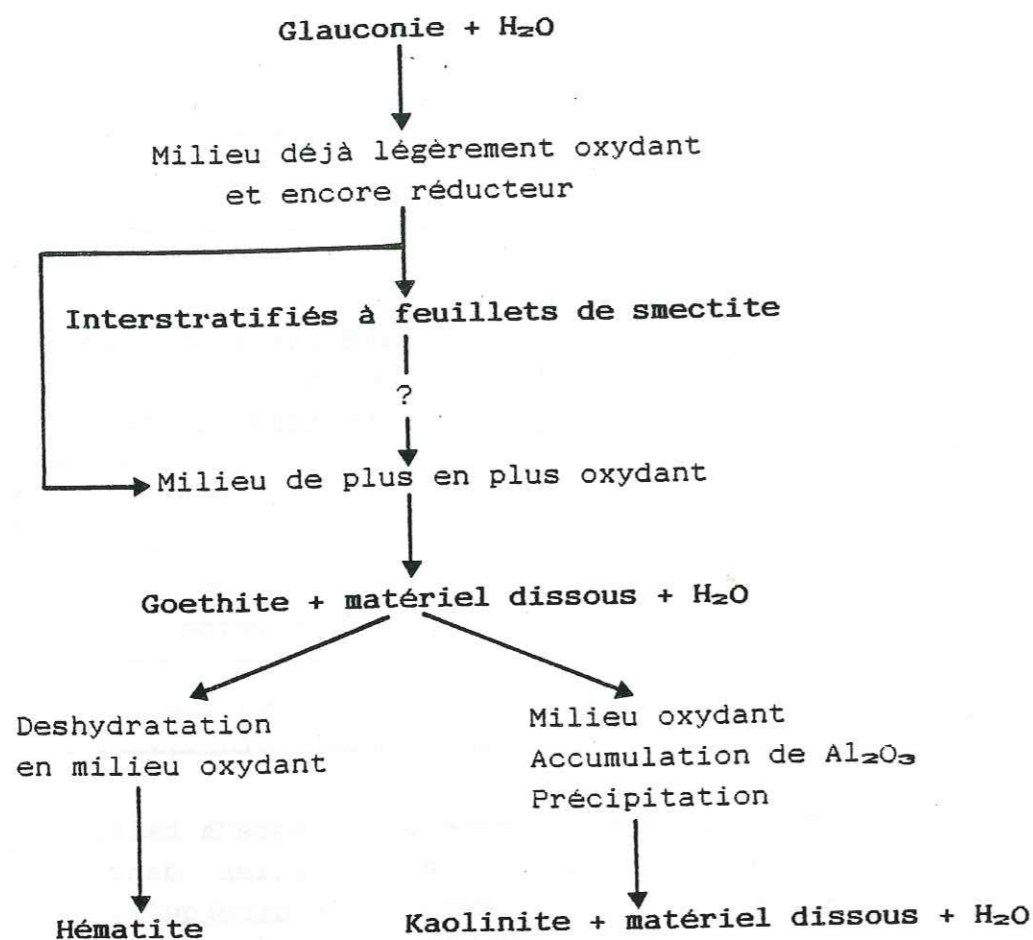 Glauconie + H₂O
Milieu déjà légèrement oxydant
et encore réducteur
Interstratifiés à feuillets de smectite
?
Milieu de plus en plus oxydant
Goethite + matériel dissous + H₂O
Deshydratation
en milieu oxydant
Milieu oxydant
Accumulation de Al₂O₃
Précipitation
Hématite
Kaolinite + matériel dissous + H₂O